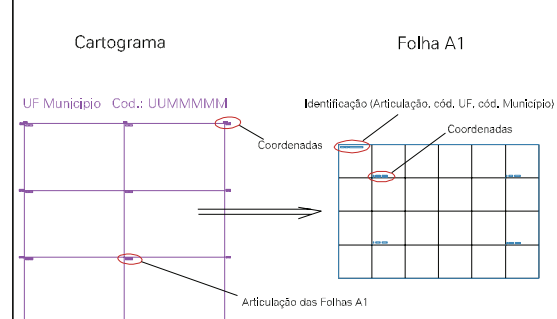 Cartograma
Folha A1
UF Município Cod.: UUMMMMM
Identificação (Articulação, cód. UF, cód. Município)
Coordenadas
Coordenadas
Articulação das Folhas A1